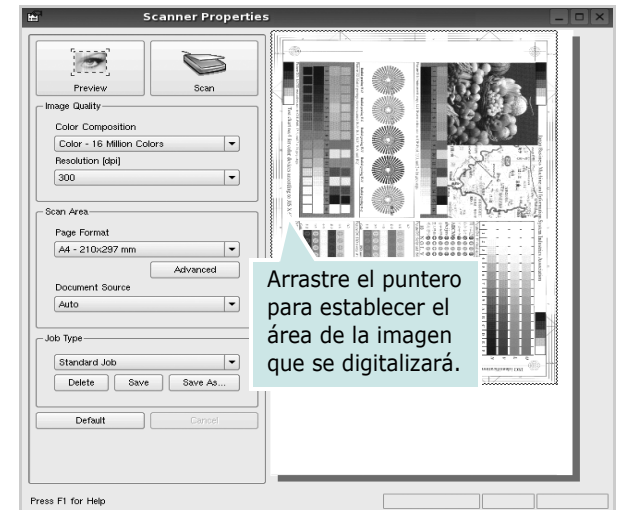 Scanner Properties
Preview
Scan
Image Quality
Color Composition
Color - 16 Million Colors
Resolution [dpi]
300
Scan Area
Page Format
A4 - 210x297 mm
Advanced
Document Source
Auto
Job Type
Standard Job
Delete
Save
Save As...
Default
Cancel
Arrastre el puntero
para establecer el
área de la imagen
que se digitalizará.
Press F1 for Help